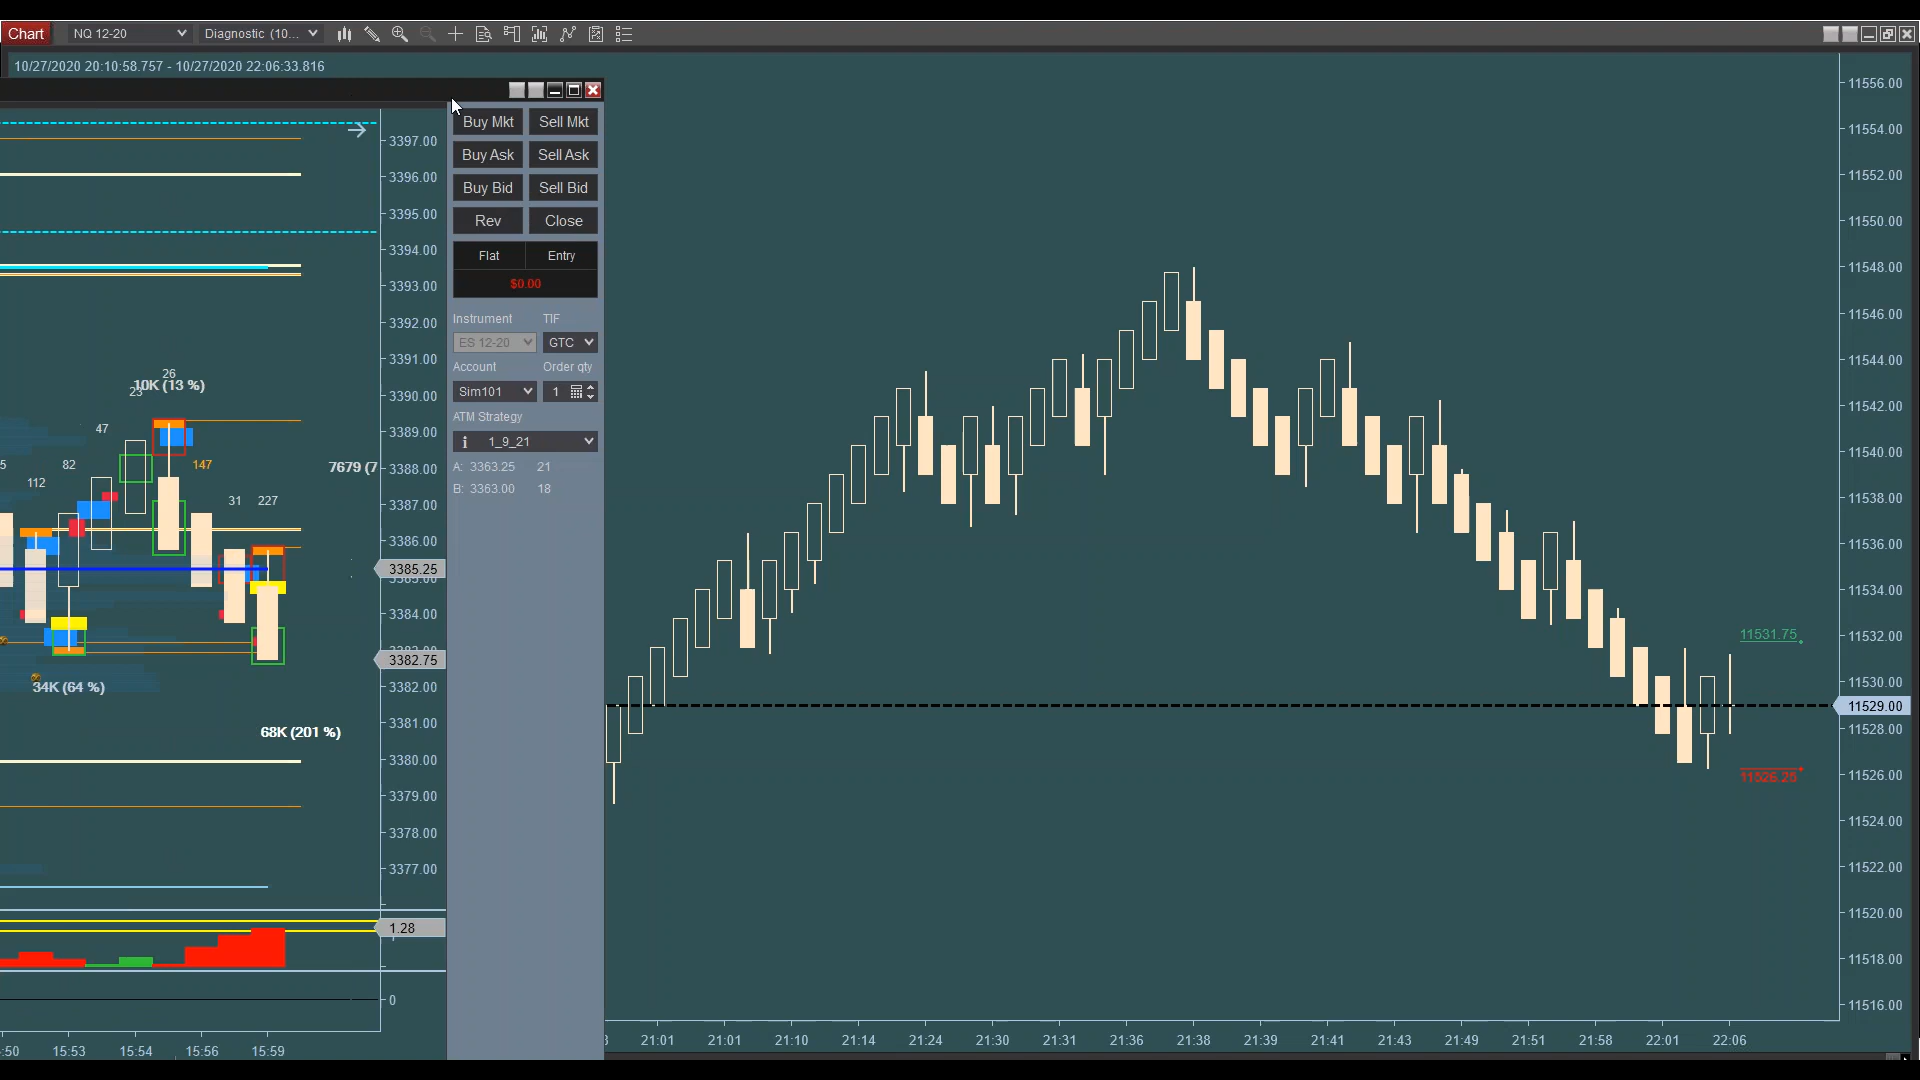 Chart NQ 12-20 Diagnostic (10...
10/27/2020 20:10:58.757 - 10/27/2020 22:06:33.816
Buy Mkt Sell Mkt
Buy Ask Sell Ask
Buy Bid Sell Bid
Rev Close
Flat Entry
$0.00
Instrument TIF
ES 12-20 GTC
Account Order qty
Sim101 1
ATM Strategy
i 1_9_21
A: 3363.25 21
B: 3363.00 18
3397.00
3396.00
3395.00
3394.00
3393.00
3392.00
3391.00
3390.00
3389.00
3388.00
3387.00
3386.00
3385.25
3384.00
3382.75
3382.00
3381.00
3380.00
3379.00
3378.00
3377.00
1.28
0
26
10K (13 %)
47
5 82 147
112
7679 (7
31 227
34K (64 %)
68K (201 %)
:50 15:53 15:54 15:56 15:59
11556.00
11554.00
11552.00
11550.00
11548.00
11546.00
11544.00
11542.00
11540.00
11538.00
11536.00
11534.00
11532.00
11530.00
11529.00
11528.00
11526.00
11524.00
11522.00
11520.00
11518.00
11516.00
11531.75
11526.25
21:01 21:01 21:10 21:14 21:24 21:30 21:31 21:36 21:38 21:39 21:41 21:43 21:49 21:51 21:58 22:01 22:06